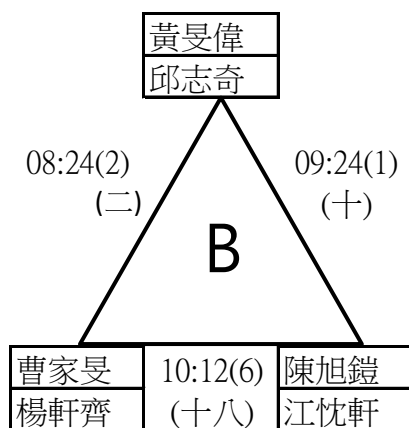 黃旻偉
邱志奇
08:24(2)
(二)
09:24(1)
(十)
B
曹家旻
楊軒齊
10:12(6)
(十八)
陳旭鎧
江忱軒